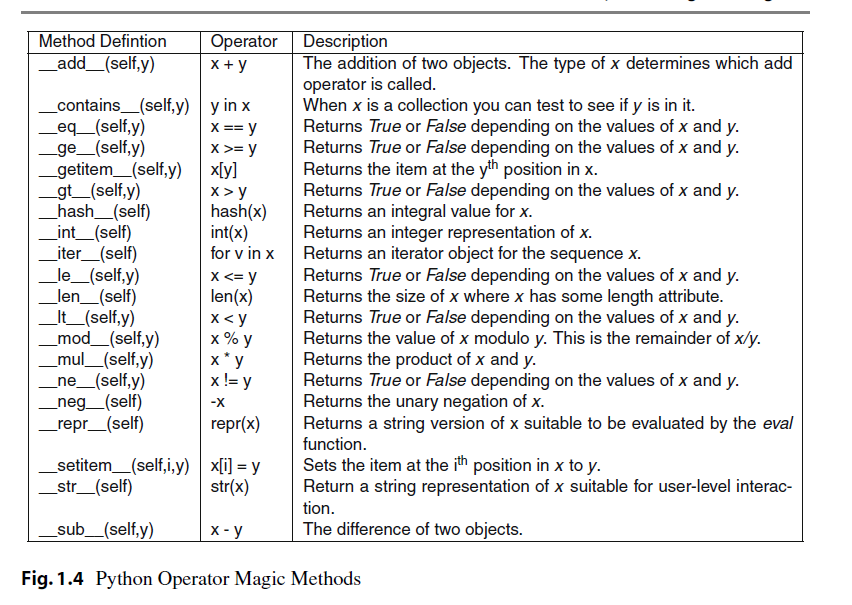 Method Defintion Operator Description
__add__(self,y) x + y The addition of two objects. The type of x determines which add
operator is called.
__contains__(self,y) y in x When x is a collection you can test to see if y is in it.
__eq__(self,y) x == y Returns True or False depending on the values of x and y.
__ge__(self,y) x >= y Returns True or False depending on the values of x and y.
__getitem__(self,y) x[y] Returns the item at the yth position in x.
__gt__(self,y) x > y Returns True or False depending on the values of x and y.
__hash__(self) hash(x) Returns an integral value for x.
__int__(self) int(x) Returns an integer representation of x.
__iter__(self) for v in x Returns an iterator object for the sequence x.
__le__(self,y) x <= y Returns True or False depending on the values of x and y.
__len__(self) len(x) Returns the size of x where x has some length attribute.
__lt__(self,y) x < y Returns True or False depending on the values of x and y.
__mod__(self,y) x % y Returns the value of x modulo y. This is the remainder of x/y.
__mul__(self,y) x * y Returns the product of x and y.
__ne__(self,y) x != y Returns True or False depending on the values of x and y.
__neg__(self) -x Returns the unary negation of x.
__repr__(self) repr(x) Returns a string version of x suitable to be evaluated by the eval
function.
__setitem__(self,i,y) x[i] = y Sets the item at the ith position in x to y.
__str__(self) str(x) Return a string representation of x suitable for user-level interac-
tion.
__sub__(self,y) x - y The difference of two objects.
Fig. 1.4 Python Operator Magic Methods